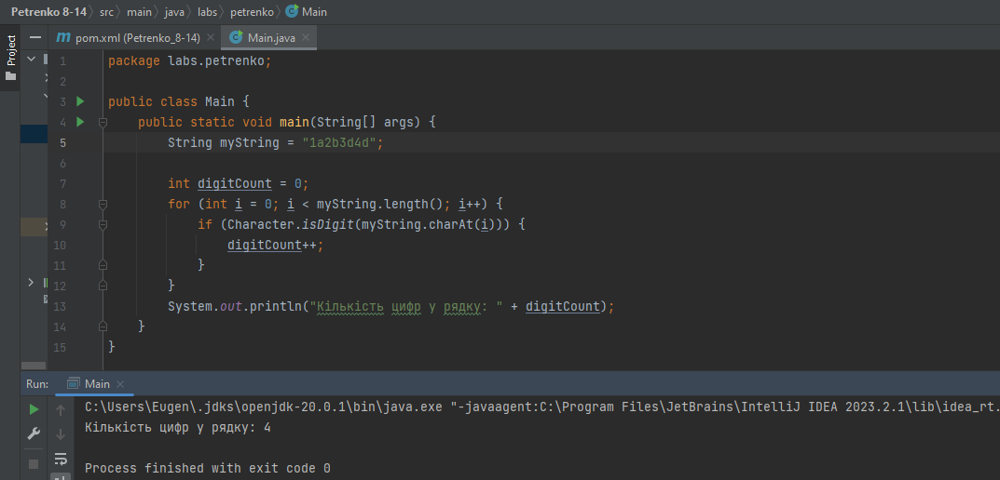 Petrenko 8-14 src main java labs petrenko Main
Project
pom.xml (Petrenko_8-14) Main.java
1 package labs.petrenko;
2
3 public class Main {
4 public static void main(String[] args) {
5 String myString = "1a2b3d4d";
6
7 int digitCount = 0;
8 for (int i = 0; i < myString.length(); i++) {
9 if (Character.isDigit(myString.charAt(i))) {
10 digitCount++;
11 }
12 }
13 System.out.println("Кількість цифр у рядку: " + digitCount);
14 }
15 }
Run: Main
C:\Users\Eugen\.jdks\openjdk-20.0.1\bin\java.exe "-javaagent:C:\Program Files\JetBrains\IntelliJ IDEA 2023.2.1\lib\idea_rt.
Кількість цифр у рядку: 4
Process finished with exit code 0